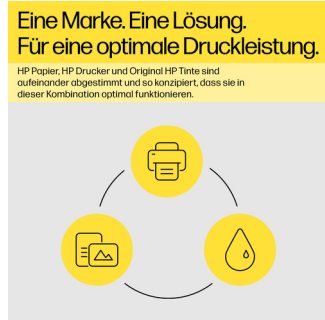 Eine Marke. Eine Lösung.
Für eine optimale Druckleistung.
HP Papier, HP Drucker und Original HP Tinte sind
aufeinander abgestimmt und so konzipiert, dass sie in
dieser Kombination optimal funktionieren.